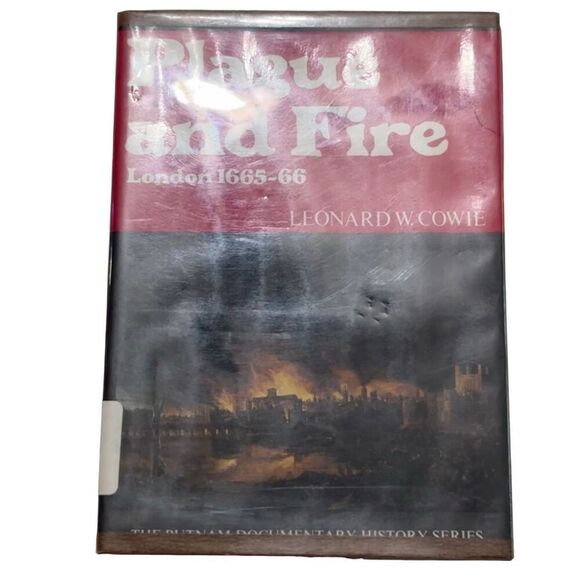 Plague
and Fire
London 1665-66
LEONARD W. COWIE
THE PUTNAM DOCUMENTARY HISTORY SERIES